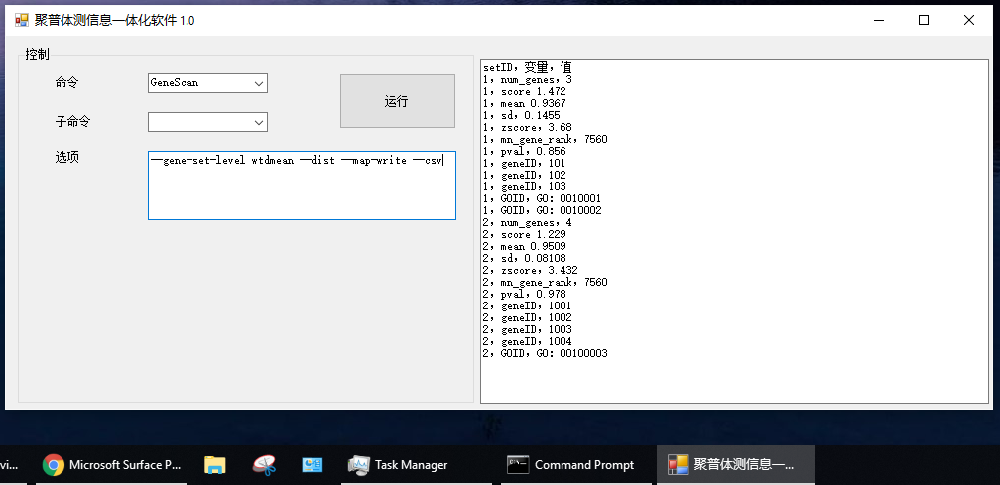 聚普体测信息一体化软件 1.0
控制
命令
GeneScan
运行
子命令
选项
—gene-set-level wtdmean —dist —map-write —csv
setID，变量，值
1，num_genes，3
1，score 1.472
1，mean 0.9367
1，sd，0.1455
1，zscore，3.68
1，mn_gene_rank，7560
1，pval，0.856
1，geneID，101
1，geneID，102
1，geneID，103
1，GOID，GO：0010001
1，GOID，GO：0010002
2，num_genes，4
2，score 1.229
2，mean 0.9509
2，sd，0.08108
2，zscore，3.432
2，mn_gene_rank，7560
2，pval，0.978
2，geneID，1001
2，geneID，1002
2，geneID，1003
2，geneID，1004
2，GOID，GO：00100003
vi...
Microsoft Surface P...
Task Manager
Command Prompt
聚普体测信息一...